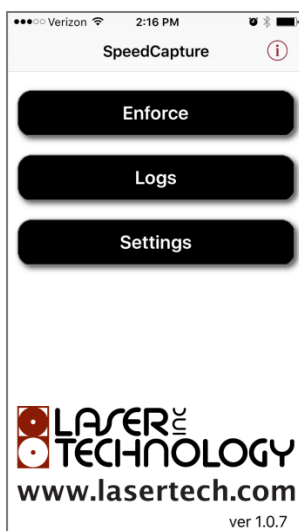 Verizon 2:16 PM
SpeedCapture i
Enforce
Logs
Settings
LASER INC
TECHNOLOGY
www.lasertech.com
ver 1.0.7